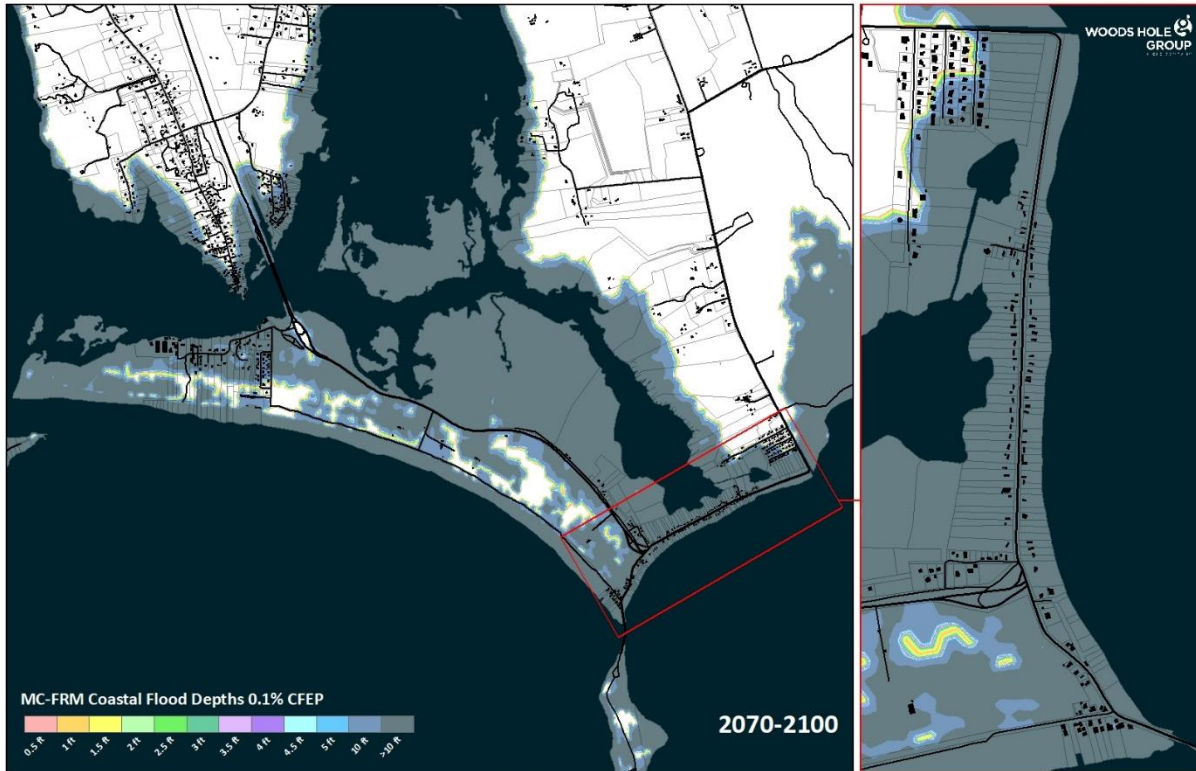 WOODS HOLE
GROUP
MC-FRM Coastal Flood Depths 0.1% CFEP
0.5 ft 1 ft 1.5 ft 2 ft 2.5 ft 3 ft 3.5 ft 4 ft 4.5 ft 5 ft 10 ft >10 ft
2070-2100